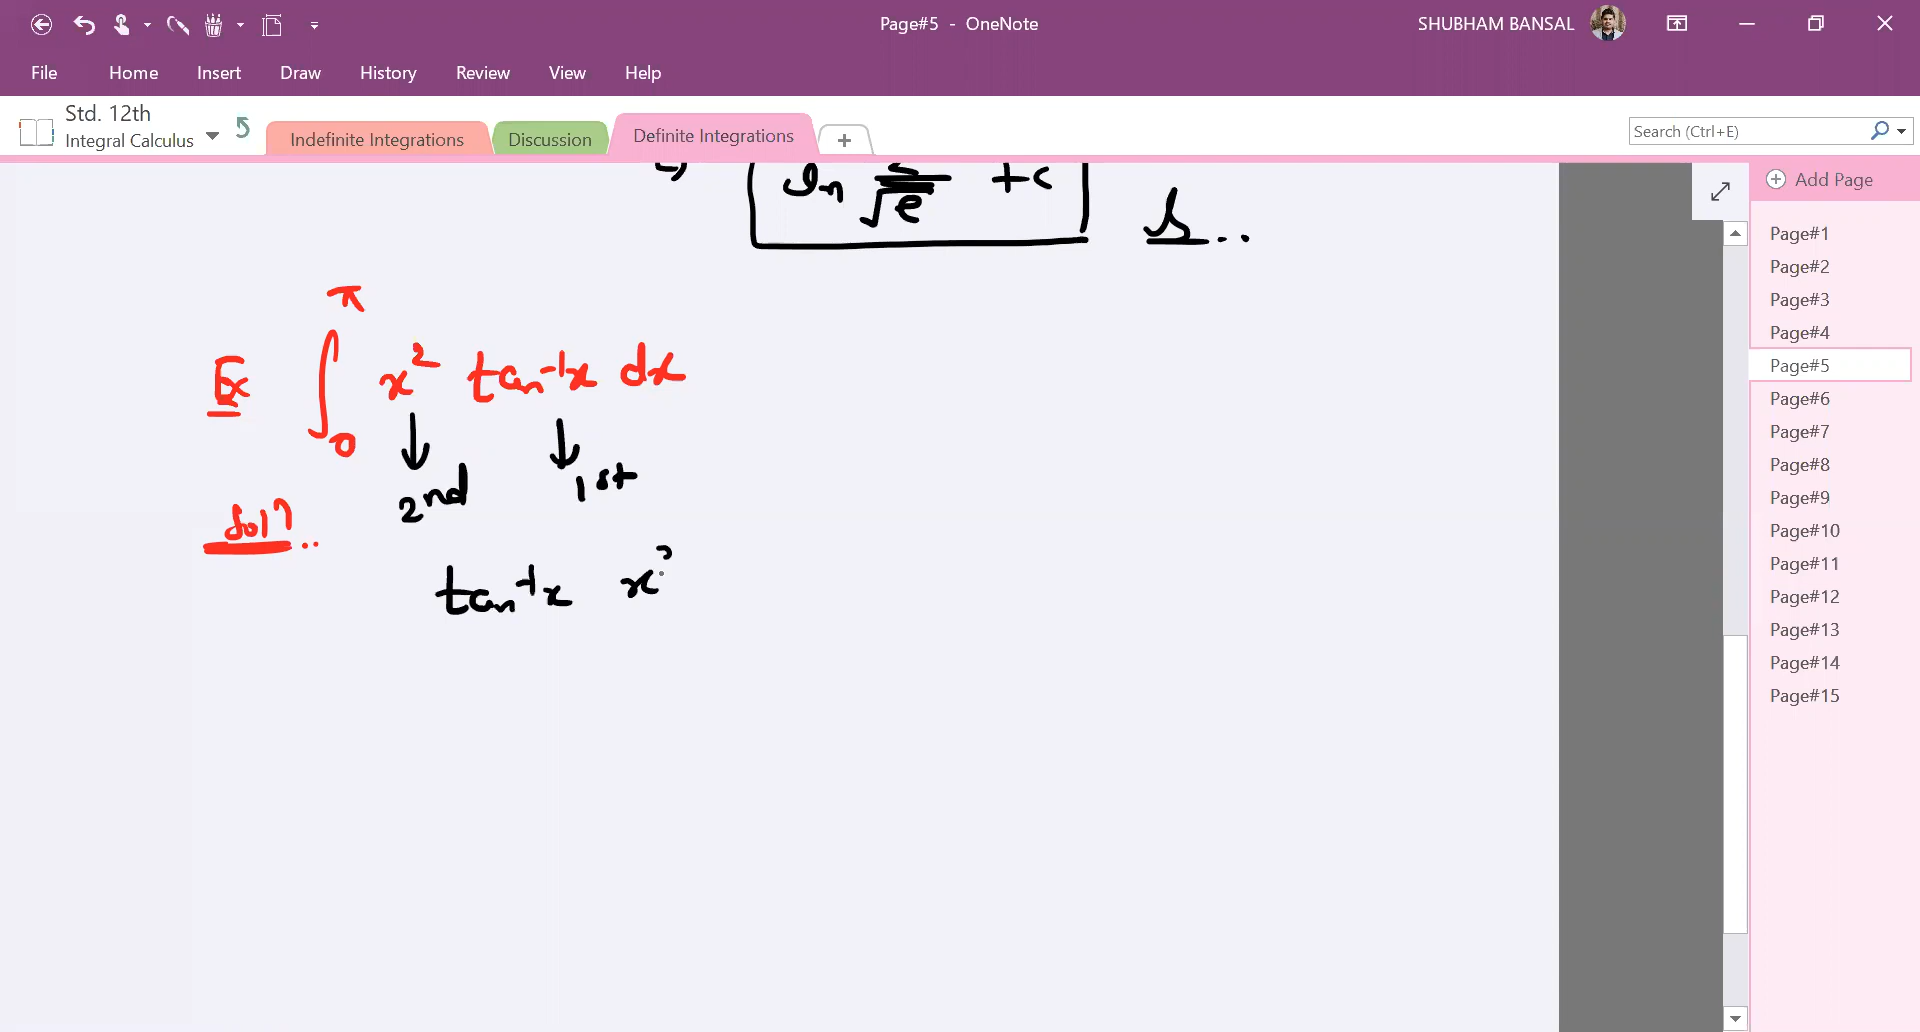 Page#5 - OneNote
SHUBHAM BANSAL
File Home Insert Draw History Review View Help
Std. 12th
Integral Calculus
Indefinite Integrations
Discussion
Definite Integrations
+
Search (Ctrl+E)
Add Page
Page#1
Page#2
Page#3
Page#4
Page#5
Page#6
Page#7
Page#8
Page#9
Page#10
Page#11
Page#12
Page#13
Page#14
Page#15
ln 2/√e +c
Ex ∫₀^π x² tan⁻¹x dx
↓ ↓
2nd 1st
Solⁿ..
tan⁻¹x x³